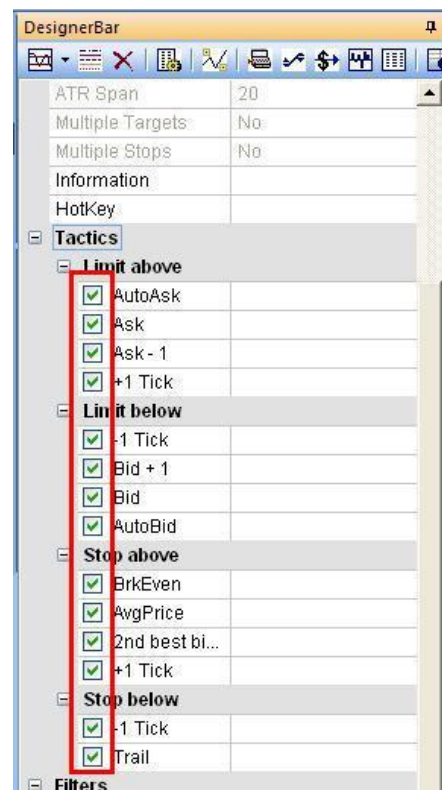 DesignerBar
ATR Span 20
Multiple Targets No
Multiple Stops No
Information
HotKey
Tactics
Limit above
AutoAsk
Ask
Ask - 1
+1 Tick
Limit below
-1 Tick
Bid + 1
Bid
AutoBid
Stop above
BrkEven
AvgPrice
2nd best bi...
+1 Tick
Stop below
-1 Tick
Trail
Filters